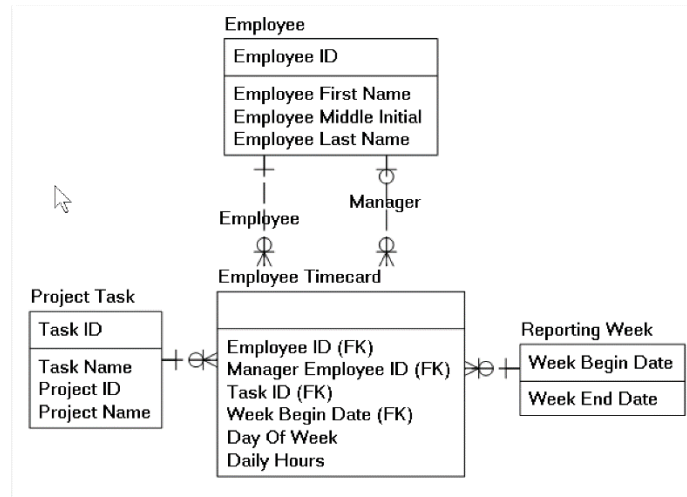 Employee
Employee ID
Employee First Name
Employee Middle Initial
Employee Last Name
Employee
Manager
Employee Timecard
Employee ID (FK)
Manager Employee ID (FK)
Task ID (FK)
Week Begin Date (FK)
Day Of Week
Daily Hours
Project Task
Task ID
Task Name
Project ID
Project Name
Reporting Week
Week Begin Date
Week End Date